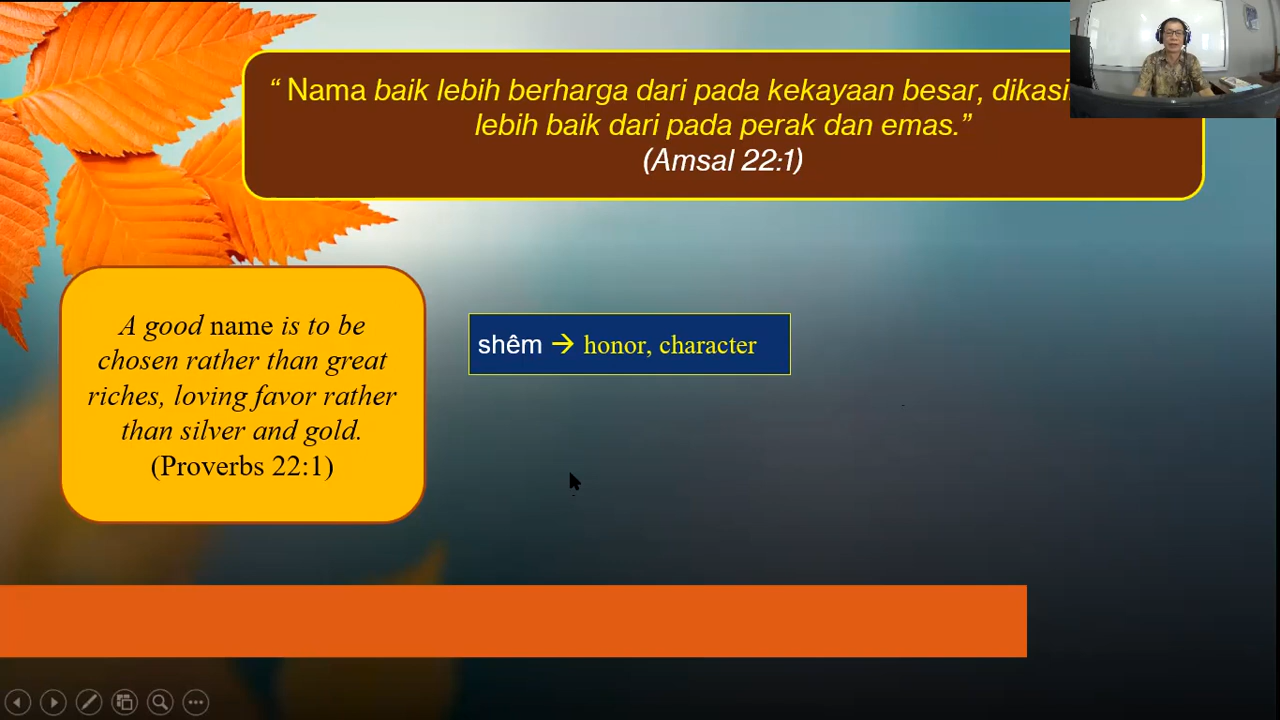 “ Nama baik lebih berharga dari pada kekayaan besar, dikasi
lebih baik dari pada perak dan emas.”
(Amsal 22:1)
A good name is to be
chosen rather than great
riches, loving favor rather
than silver and gold.
(Proverbs 22:1)
shêm → honor, character